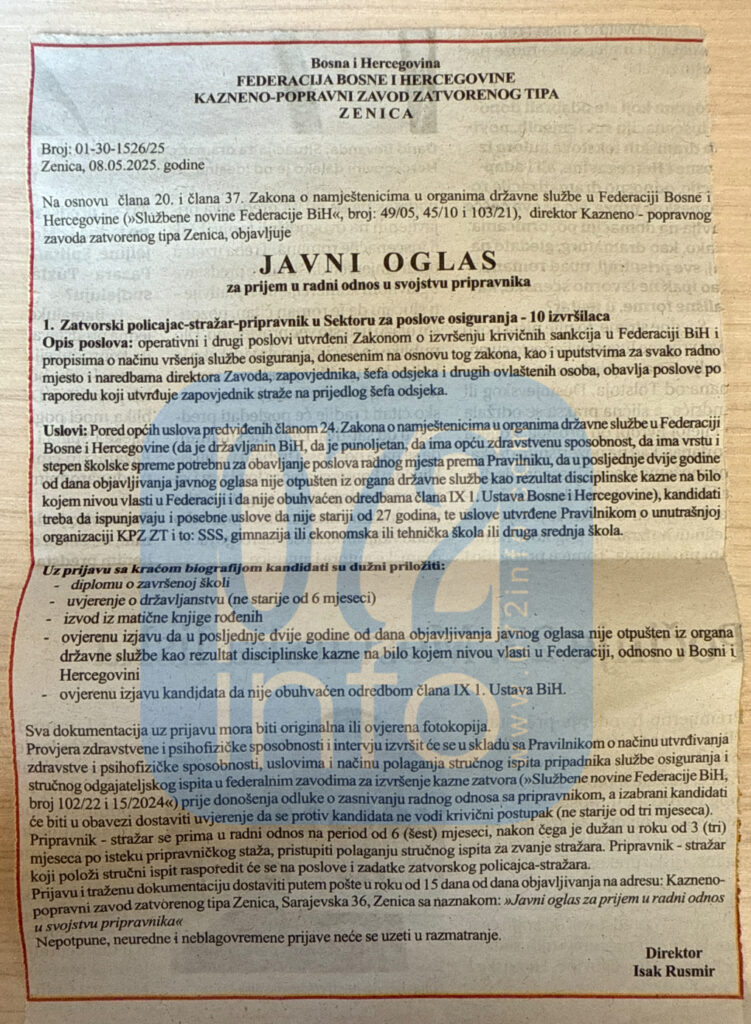 Bosna i Hercegovina
FEDERACIJA BOSNE I HERCEGOVINE
KAZNENO-POPRAVNI ZAVOD ZATVORENOG TIPA
ZENICA
Broj: 01-30-1526/25
Zenica, 08.05.2025. godine
Na osnovu člana 20. i člana 37. Zakona o namještenicima u organima državne službe u Federaciji Bosne i
Hercegovine (»Službene novine Federacije BiH«, broj: 49/05, 45/10 i 103/21), direktor Kazneno - popravnog
zavoda zatvorenog tipa Zenica, objavljuje
JAVNI OGLAS
za prijem u radni odnos u svojstvu pripravnika
1. Zatvorski policajac-stražar-pripravnik u Sektoru za poslove osiguranja - 10 izvršilaca
Opis poslova: operativni i drugi poslovi utvrđeni Zakonom o izvršenju krivičnih sankcija u Federaciji BiH i
propisima o načinu vršenja službe osiguranja, donesenim na osnovu tog zakona, kao i uputstvima za svako radno
mjesto i naredbama direktora Zavoda, zapovjednika, šefa odsjeka i drugih ovlaštenih osoba, obavlja poslove po
raporedu koji utvrđuje zapovjednik straže na prijedlog šefa odsjeka.
Uslovi: Pored općih uslova predviđenih članom 24. Zakona o namještenicima u organima državne službe u Federaciji
Bosne i Hercegovine (da je državljanin BiH, da je punoljetan, da ima opću zdravstvenu sposobnost, da ima vrstu i
stepen školske spreme potrebnu za obavljanje poslova radnog mjesta prema Pravilniku, da u posljednje dvije godine
od dana objavljivanja javnog oglasa nije otpušten iz organa državne službe kao rezultat disciplinske kazne na bilo
kojem nivou vlasti u Federaciji i da nije obuhvaćen odredbama člana IX 1. Ustava Bosne i Hercegovine), kandidati
treba da ispunjavaju i posebne uslove da nije stariji od 27 godina, te uslove utvrđene Pravilnikom o unutrašnjoj
organizaciji KPZ ZT i to: SSS, gimnazija ili ekonomska ili tehnička škola ili druga srednja škola.
Uz prijavu sa kraćom biografijom kandidati su dužni priložiti:
- diplomu o završenoj školi
- uvjerenje o državljanstvu (ne starije od 6 mjeseci)
- izvod iz matične knjige rođenih
- ovjerenu izjavu da u posljednje dvije godine od dana objavljivanja javnog oglasa nije otpušten iz organa
državne službe kao rezultat disciplinske kazne na bilo kojem nivou vlasti u Federaciji, odnosno u Bosni i
Hercegovini
- ovjerenu izjavu kandjdata da nije obuhvaćen odredbom člana IX 1. Ustava BiH.
Sva dokumentacija uz prijavu mora biti originalna ili ovjerena fotokopija.
Provjera zdravstvene i psihofizičke sposobnosti i intervju izvršit će se u skladu sa Pravilnikom o načinu utvrđivanja
zdravstve i psihofizičke sposobnosti, uslovima i načinu polaganja stručnog ispita pripadnika službe osiguranja i
stručnog odgajateljskog ispita u federalnim zavodima za izvršenje kazne zatvora (»Službene novine Federacije BiH,
broj 102/22 i 15/2024«) prije donošenja odluke o zasnivanju radnog odnosa sa pripravnikom, a izabrani kandidati
će biti u obavezi dostaviti uvjerenje da se protiv kandidata ne vodi krivični postupak (ne starije od tri mjeseca).
Pripravnik - stražar se prima u radni odnos na period od 6 (šest) mjeseci, nakon čega je dužan u roku od 3 (tri)
mjeseca po isteku pripravničkog staža, pristupiti polaganju stručnog ispita za zvanje stražara. Pripravnik - stražar
koji položi stručni ispit rasporedit će se na poslove i zadatke zatvorskog policajca-stražara.
Prijavu i traženu dokumentaciju dostaviti putem pošte u roku od 15 dana od dana objavljivanja na adresu: Kazneno-
popravni zavod zatvorenog tipa Zenica, Sarajevska 36, Zenica sa naznakom: »Javni oglas za prijem u radni odnos
u svojstvu pripravnika«
Nepotpune, neuredne i neblagovremene prijave neće se uzeti u razmatranje.
Direktor
Isak Rusmir
072
info
www.072info